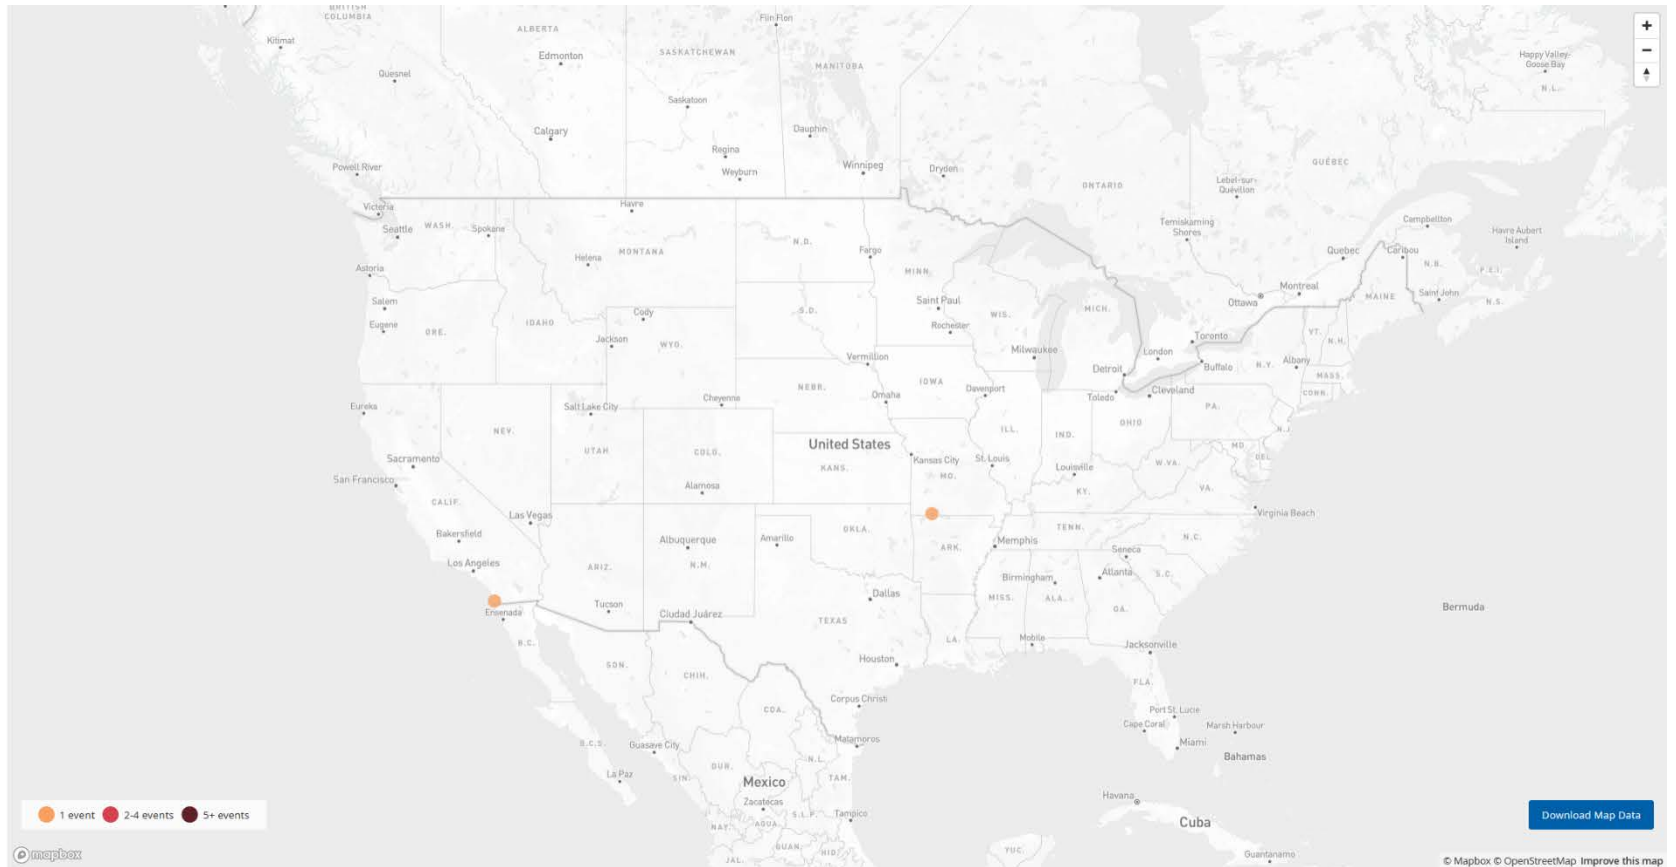 BRITISH
COLUMBIA
Flin Flon
Kitimat
ALBERTA
Edmonton
SASKATCHEWAN
MANITOBA
Happy Valley-
Goose Bay
N.L.
Quesnel
Saskatoon
Calgary
Dauphin
Regina
Weyburn
Winnipeg
Dryden
ONTARIO
QUÉBEC
Lebel-sur-
Quévillon
Powell River
Victoria
Havre
Seattle
WASH.
Spokane
MONTANA
Helena
N.D.
Fargo
MINN.
Temiskaming
Shores
Campbellton
Havre Aubert
Island
Quebec
Caribou
N.B.
P.E.I.
Astoria
Salem
Eugene
ORE.
IDAHO
Cody
Jackson
WYO.
S.D.
Saint Paul
Rochester
WIS.
MICH.
Ottawa
Montreal
MAINE
Saint John
N.S.
Toronto
VT.
N.H.
Vermillion
Milwaukee
London
Detroit
Buffalo
N.Y.
Albany
MASS.
CONN.
NEBR.
IOWA
Omaha
Davenport
Toledo
Cleveland
PA.
N.J.
Eureka
Salt Lake City
Cheyenne
NEV.
UTAH
COLO.
United States
KANS.
ILL.
IND.
OHIO
MD.
DEL.
Sacramento
San Francisco
Kansas City
MO.
St. Louis
Louisville
W.VA.
CALIF.
Alamosa
KY.
VA.
Las Vegas
Virginia Beach
Bakersfield
Los Angeles
Albuquerque
Amarillo
OKLA.
ARK.
Memphis
TENN.
N.C.
Seneca
ARIZ.
N.M.
Birmingham
Atlanta
S.C.
Ensenada
Tucson
Ciudad Juárez
Dallas
TEXAS
MISS.
ALA.
GA.
Bermuda
B.C.
LA.
Mobile
Jacksonville
SON.
CHIH.
Houston
FLA.
COA.
Corpus Christi
Port St. Lucie
Cape Coral
Marsh Harbour
B.C.S.
Guasave City
Matamoros
Miami
Bahamas
DUR.
N.L.
La Paz
SIN.
Mexico
TAM.
Zacatecas
Havana
NAY.
AGUA.
S.L.P.
Tampico
Cuba
JAL.
GUAN.
HID.
YUC.
Guantanamo
1 event 2-4 events 5+ events
Download Map Data
mapbox
© Mapbox © OpenStreetMap Improve this map